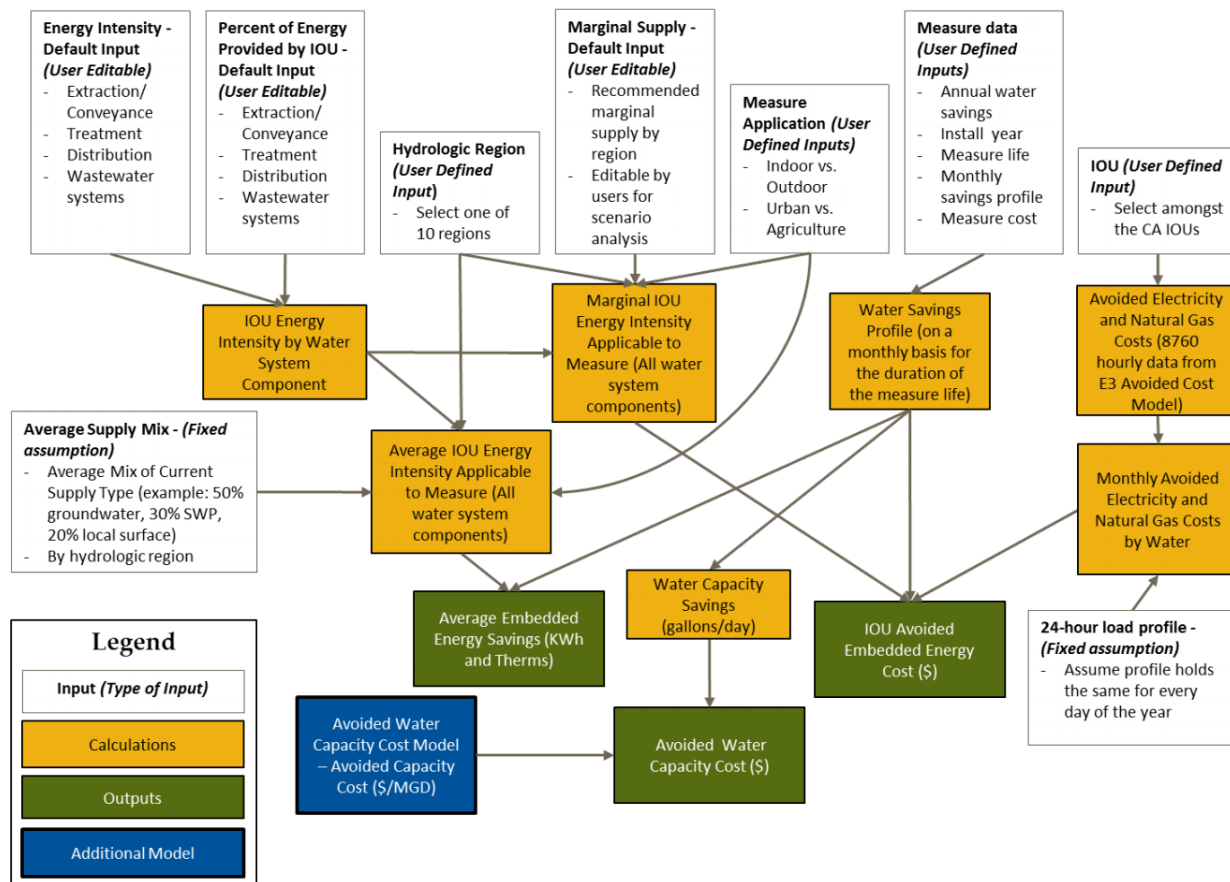 Energy Intensity -
Default Input
(User Editable)
- Extraction/
Conveyance
- Treatment
- Distribution
- Wastewater
systems
Percent of Energy
Provided by IOU -
Default Input
(User Editable)
- Extraction/
Conveyance
- Treatment
- Distribution
- Wastewater
systems
Hydrologic Region
(User Defined
Input)
- Select one of
10 regions
Marginal Supply -
Default Input
(User Editable)
- Recommended
marginal
supply by
region
- Editable by
users for
scenario
analysis
Measure
Application (User
Defined Inputs)
- Indoor vs.
Outdoor
- Urban vs.
Agriculture
Measure data
(User Defined
Inputs)
- Annual water
savings
- Install year
- Measure life
- Monthly
savings profile
- Measure cost
IOU (User Defined
Input)
- Select amongst
the CA IOUs
IOU Energy
Intensity by Water
System
Component
Marginal IOU
Energy Intensity
Applicable to
Measure (All water
system
components)
Water Savings
Profile (on a
monthly basis for
the duration of
the measure life)
Avoided Electricity
and Natural Gas
Costs (8760
hourly data from
E3 Avoided Cost
Model)
Average Supply Mix - (Fixed
assumption)
- Average Mix of Current
Supply Type (example: 50%
groundwater, 30% SWP,
20% local surface)
- By hydrologic region
Average IOU Energy
Intensity Applicable
to Measure (All
water system
components)
Monthly Avoided
Electricity and
Natural Gas Costs
by Water
Average Embedded
Energy Savings (KWh
and Therms)
Water Capacity
Savings
(gallons/day)
IOU Avoided
Embedded Energy
Cost ($)
24-hour load profile -
(Fixed assumption)
- Assume profile holds
the same for every
day of the year
Avoided Water
Capacity Cost Model
– Avoided Capacity
Cost ($/MGD)
Avoided Water
Capacity Cost ($)
Legend
Input (Type of Input)
Calculations
Outputs
Additional Model